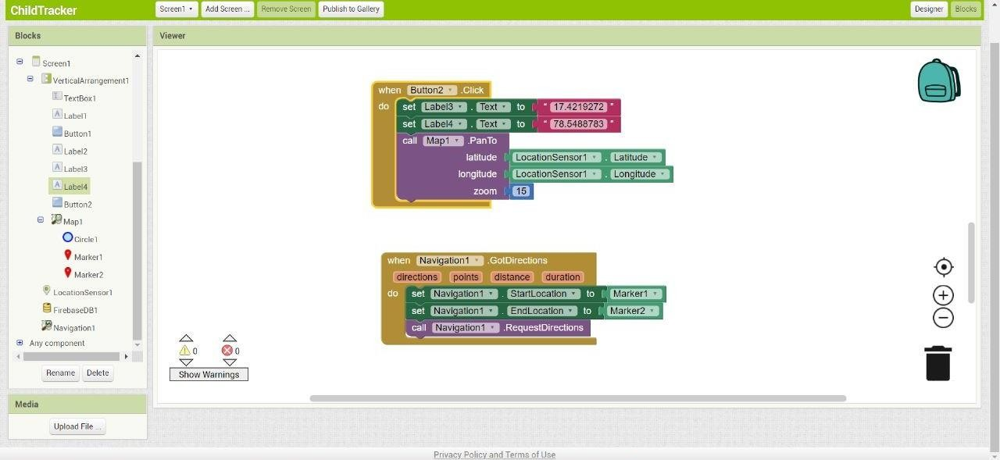 ChildTracker
Screen1
Add Screen ...
Remove Screen
Publish to Gallery
Designer
Blocks
Blocks
Screen1
VerticalArrangement1
TextBox1
Label1
Button1
Label2
Label3
Label4
Button2
Map1
Circle1
Marker1
Marker2
LocationSensor1
FirebaseDB1
Navigation1
Any component
Rename
Delete
Media
Upload File ...
Viewer
when Button2 .Click
do set Label3 . Text to " 17.4219272 "
set Label4 . Text to " 78.5488783 "
call Map1 .PanTo
latitude LocationSensor1 . Latitude
longitude LocationSensor1 . Longitude
zoom 15
when Navigation1 .GotDirections
directions points distance duration
do set Navigation1 . StartLocation to Marker1
set Navigation1 . EndLocation to Marker2
call Navigation1 .RequestDirections
0 0
Show Warnings
Privacy Policy and Terms of Use